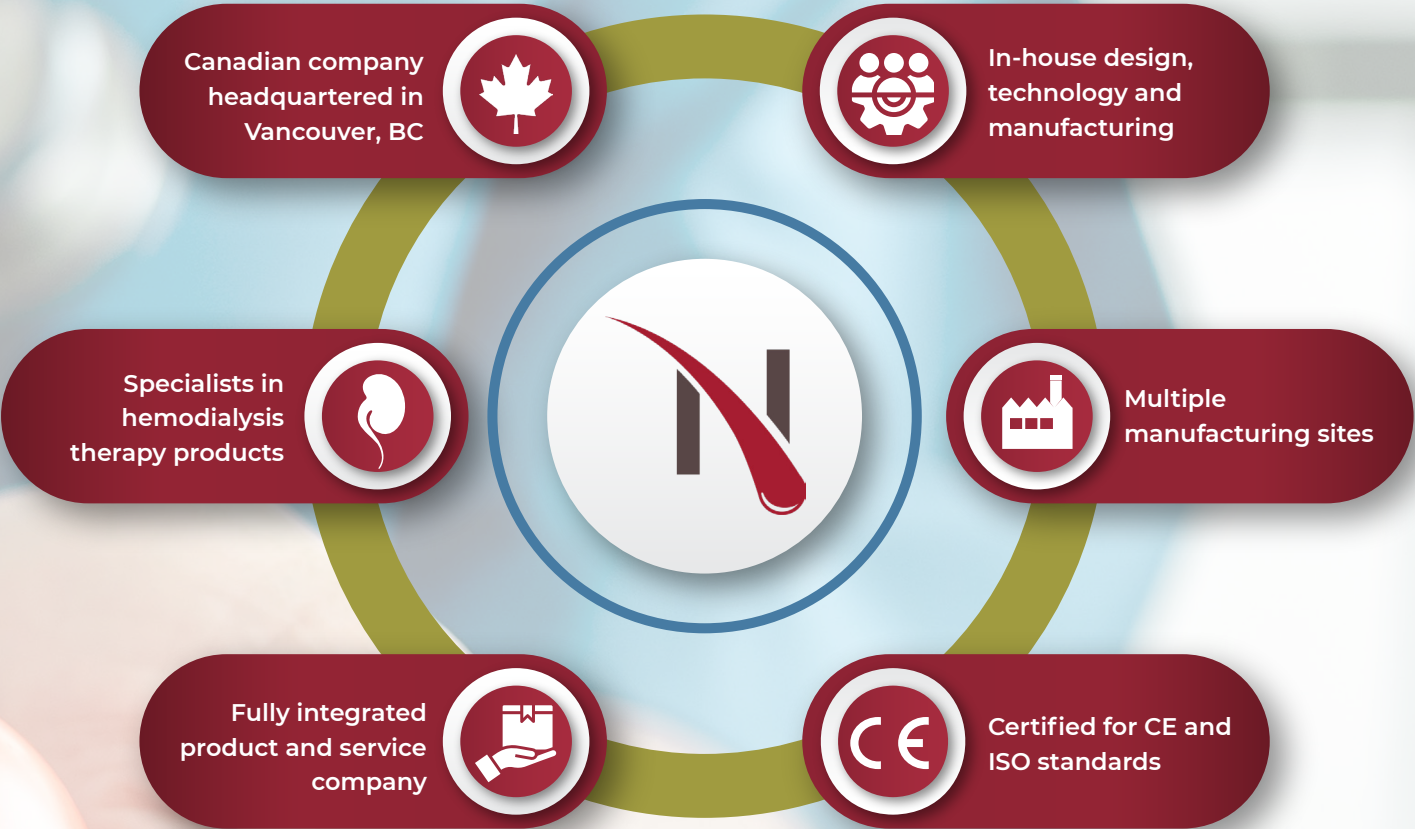 Canadian company
headquartered in
Vancouver, BC
In-house design,
technology and
manufacturing
Specialists in
hemodialysis
therapy products
N
Multiple
manufacturing sites
Fully integrated
product and service
company
CE
Certified for CE and
ISO standards